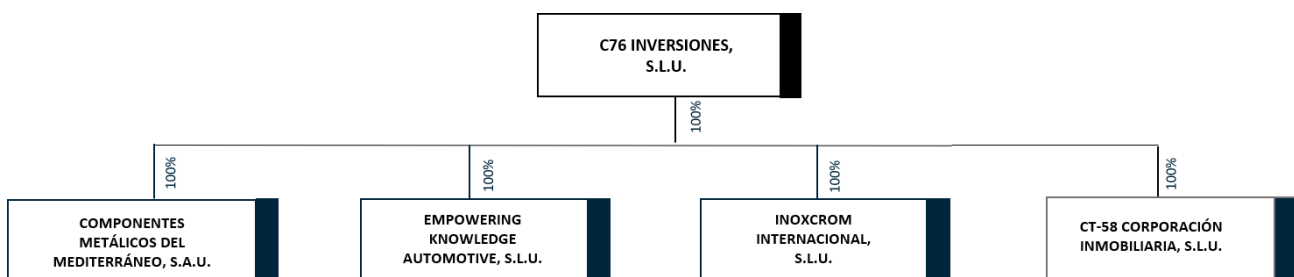 C76 INVERSIONES,
S.L.U.
100%
100%
100%
100%
100%
COMPONENTES
METÁLICOS DEL
MEDITERRÁNEO, S.A.U.
EMPOWERING
KNOWLEDGE
AUTOMOTIVE, S.L.U.
INOXCROM
INTERNACIONAL,
S.L.U.
CT-58 CORPORACIÓN
INMOBILIARIA, S.L.U.